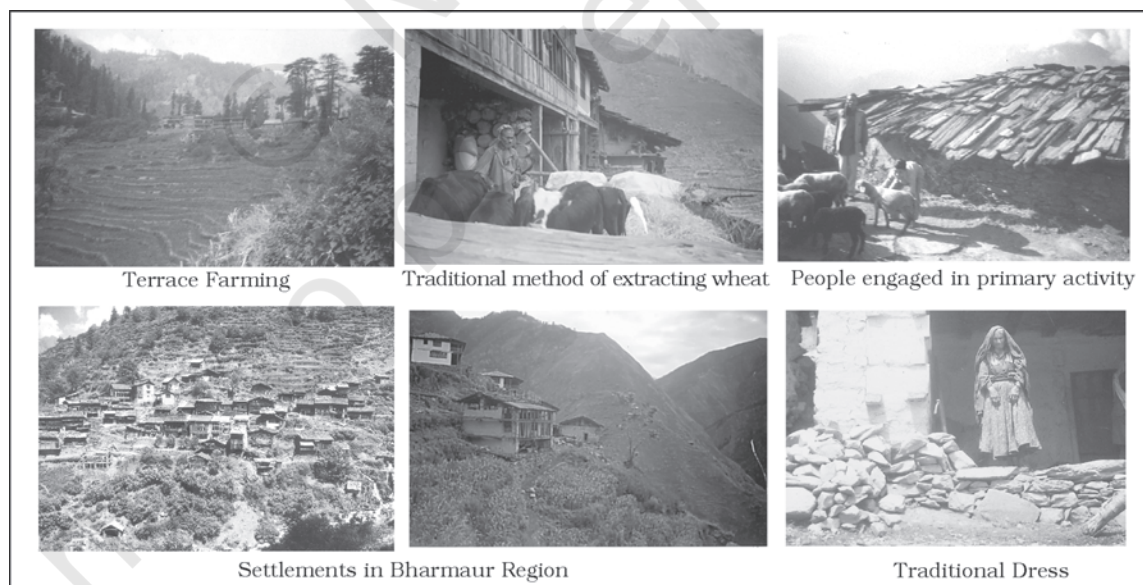 Terrace Farming
Traditional method of extracting wheat
People engaged in primary activity
Settlements in Bharmaur Region
Traditional Dress